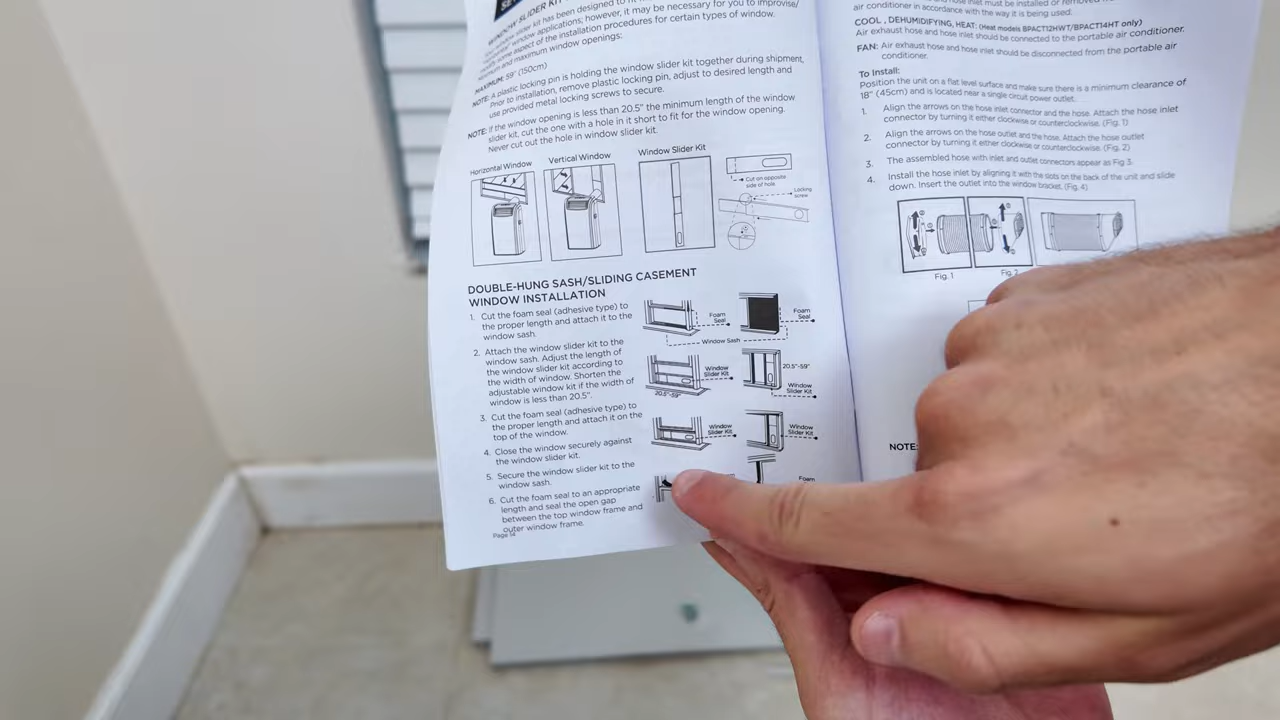 WINDOW SLIDER KIT
window slider kit has been designed to fit
window applications; however, it may be necessary for you to improvise/
some aspect of the installation procedures for certain types of window.
and maximum window openings:
MAXIMUM: 59" (150cm)
NOTE: A plastic locking pin is holding the window slider kit together during shipment,
Prior to installation, remove plastic locking pin, adjust to desired length and
use provided metal locking screws to secure.
NOTE: If the window opening is less than 20.5" the minimum length of the window
slider kit, cut the one with a hole in it short to fit for the window opening.
Never cut out the hole in window slider kit.
Horizontal Window
Vertical Window
Window Slider Kit
Cut on opposite
side of hole
Locking
screw
DOUBLE-HUNG SASH/SLIDING CASEMENT
WINDOW INSTALLATION
1. Cut the foam seal (adhesive type) to
the proper length and attach it to the
window sash.
2. Attach the window slider kit to the
window sash. Adjust the length of
the window slider kit according to
the width of window. Shorten the
adjustable window kit if the width of
window is less than 20.5".
3. Cut the foam seal (adhesive type) to
the proper length and attach it on the
top of the window.
4. Close the window securely against
the window slider kit.
5. Secure the window slider kit to the
window sash.
6. Cut the foam seal to an appropriate
length and seal the open gap
between the top window frame and
outer window frame.
Page 14
Foam
Seal
Foam
Seal
Window Sash
Window
Slider Kit
20.5"-59"
20.5"-59"
Window
Slider Kit
Window
Slider Kit
Window
Slider Kit
Foam
hose inlet must be installed or removed
air conditioner in accordance with the way it is being used.
COOL , DEHUMIDIFYING, HEAT: (Heat models BPACT12HWT/BPACT14HT only)
Air exhaust hose and hose inlet should be connected to the portable air conditioner.
FAN: Air exhaust hose and hose inlet should be disconnected from the portable air
conditioner.
To Install:
Position the unit on a flat level surface and make sure there is a minimum clearance of
18" (45cm) and is located near a single circuit power outlet.
1. Align the arrows on the hose inlet connector and the hose. Attach the hose inlet
connector by turning it either clockwise or counterclockwise. (Fig. 1)
2. Align the arrows on the hose outlet and the hose. Attach the hose outlet
connector by turning it either clockwise or counterclockwise. (Fig. 2)
3. The assembled hose with inlet and outlet connectors appear as Fig 3.
4. Install the hose inlet by aligning it with the slots on the back of the unit and slide
down. Insert the outlet into the window bracket. (Fig. 4)
Fig. 1
Fig. 2
NOTE: